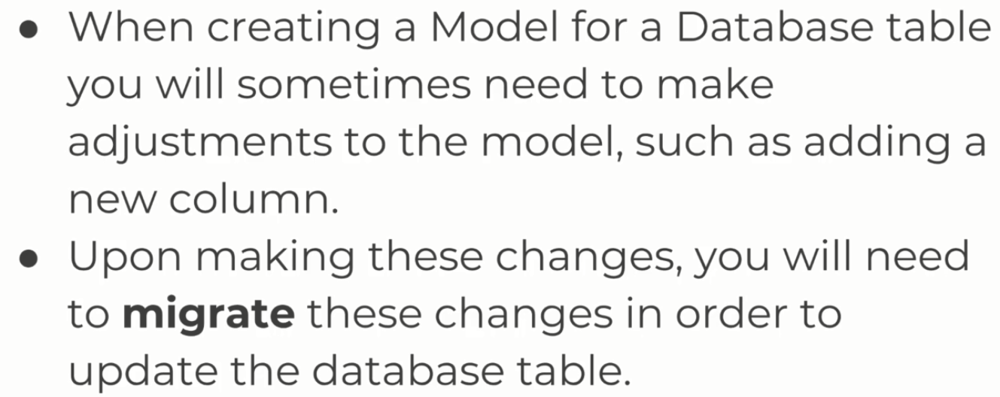 ● When creating a Model for a Database table
you will sometimes need to make
adjustments to the model, such as adding a
new column.
● Upon making these changes, you will need
to migrate these changes in order to
update the database table.